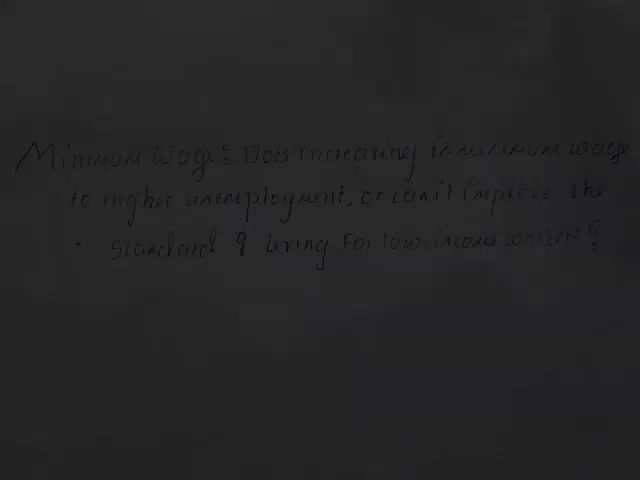 Minimum Wage: Does increasing minimum wage
to higher unemployment, or can it improve the
standard of living For low-income workers?